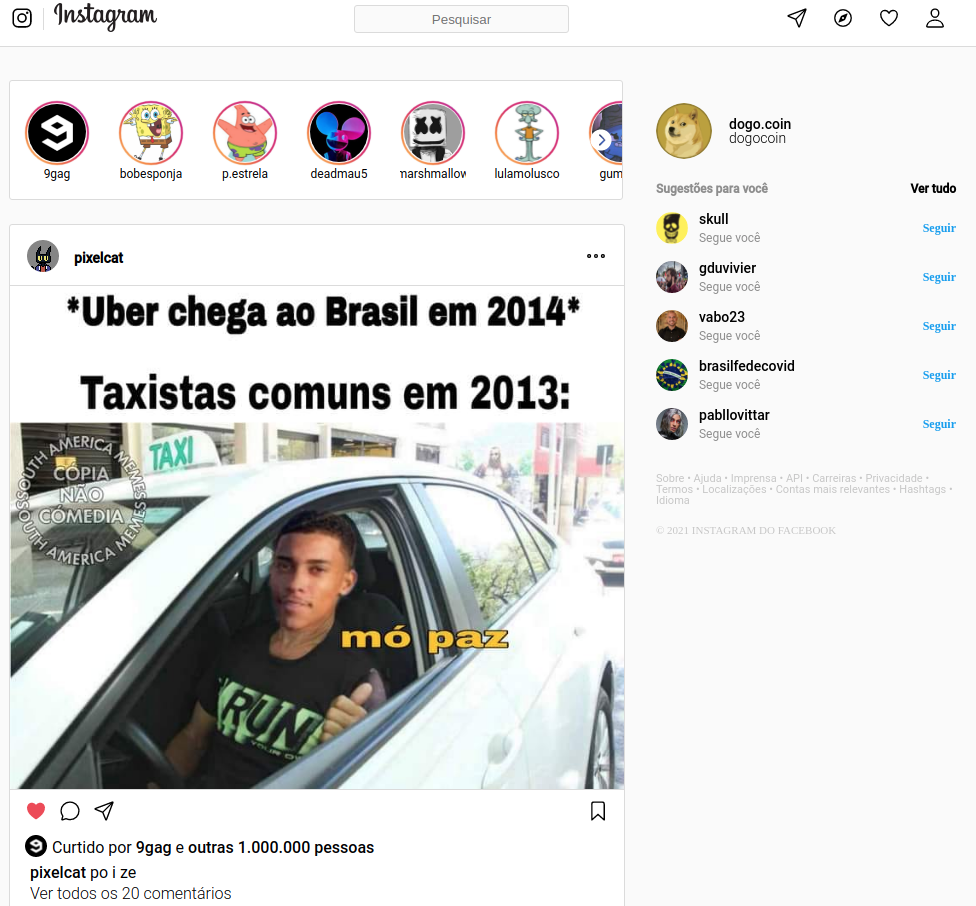 Instagram
Pesquisar
9gag
bobesponja
p.estrela
deadmau5
marshmallow
lulamolusco
gum
dogo.coin
dogocoin
Sugestões para você
Ver tudo
skull
Segue você
Seguir
gduvivier
Segue você
Seguir
vabo23
Segue você
Seguir
brasilfedecovid
Segue você
Seguir
pabllovittar
Segue você
Seguir
Sobre • Ajuda • Imprensa • API • Carreiras • Privacidade •
Termos • Localizações • Contas mais relevantes • Hashtags •
Idioma
© 2021 INSTAGRAM DO FACEBOOK
pixelcat
*Uber chega ao Brasil em 2014*
Taxistas comuns em 2013:
TAXI
SOUTH AMERICA MEMES
CÓPIA
NÃO
CÓMEDIA
SOUTH AMERICA MEMES
mó paz
RUN
YOUR OW
Curtido por 9gag e outras 1.000.000 pessoas
pixelcat po i ze
Ver todos os 20 comentários